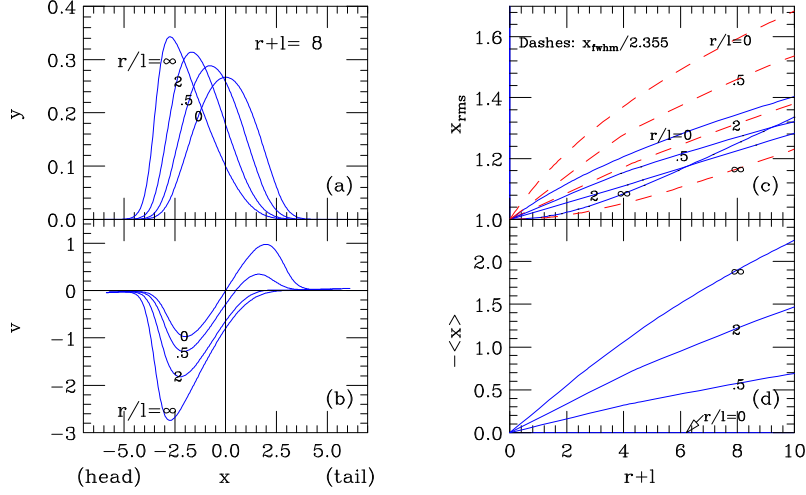 0.4
0.3
0.2
0.1
0.0
y
r+l= 8
r/l=∞
2
.5
0
(a)
1
0
−1
−2
−3
v
0
.5
2
r/l=∞
(b)
−5.0 −2.5 0.0 2.5 5.0
(head) x (tail)
1.6
1.4
1.2
1.0
x_rms
Dashes: x_fwhm/2.355
r/l=0
.5
2
r/l=0
.5
2
∞
∞
(c)
2.0
1.5
1.0
0.5
0.0
−<x>
∞
2
.5
r/l=0
(d)
0 2 4 6 8 10
r+l